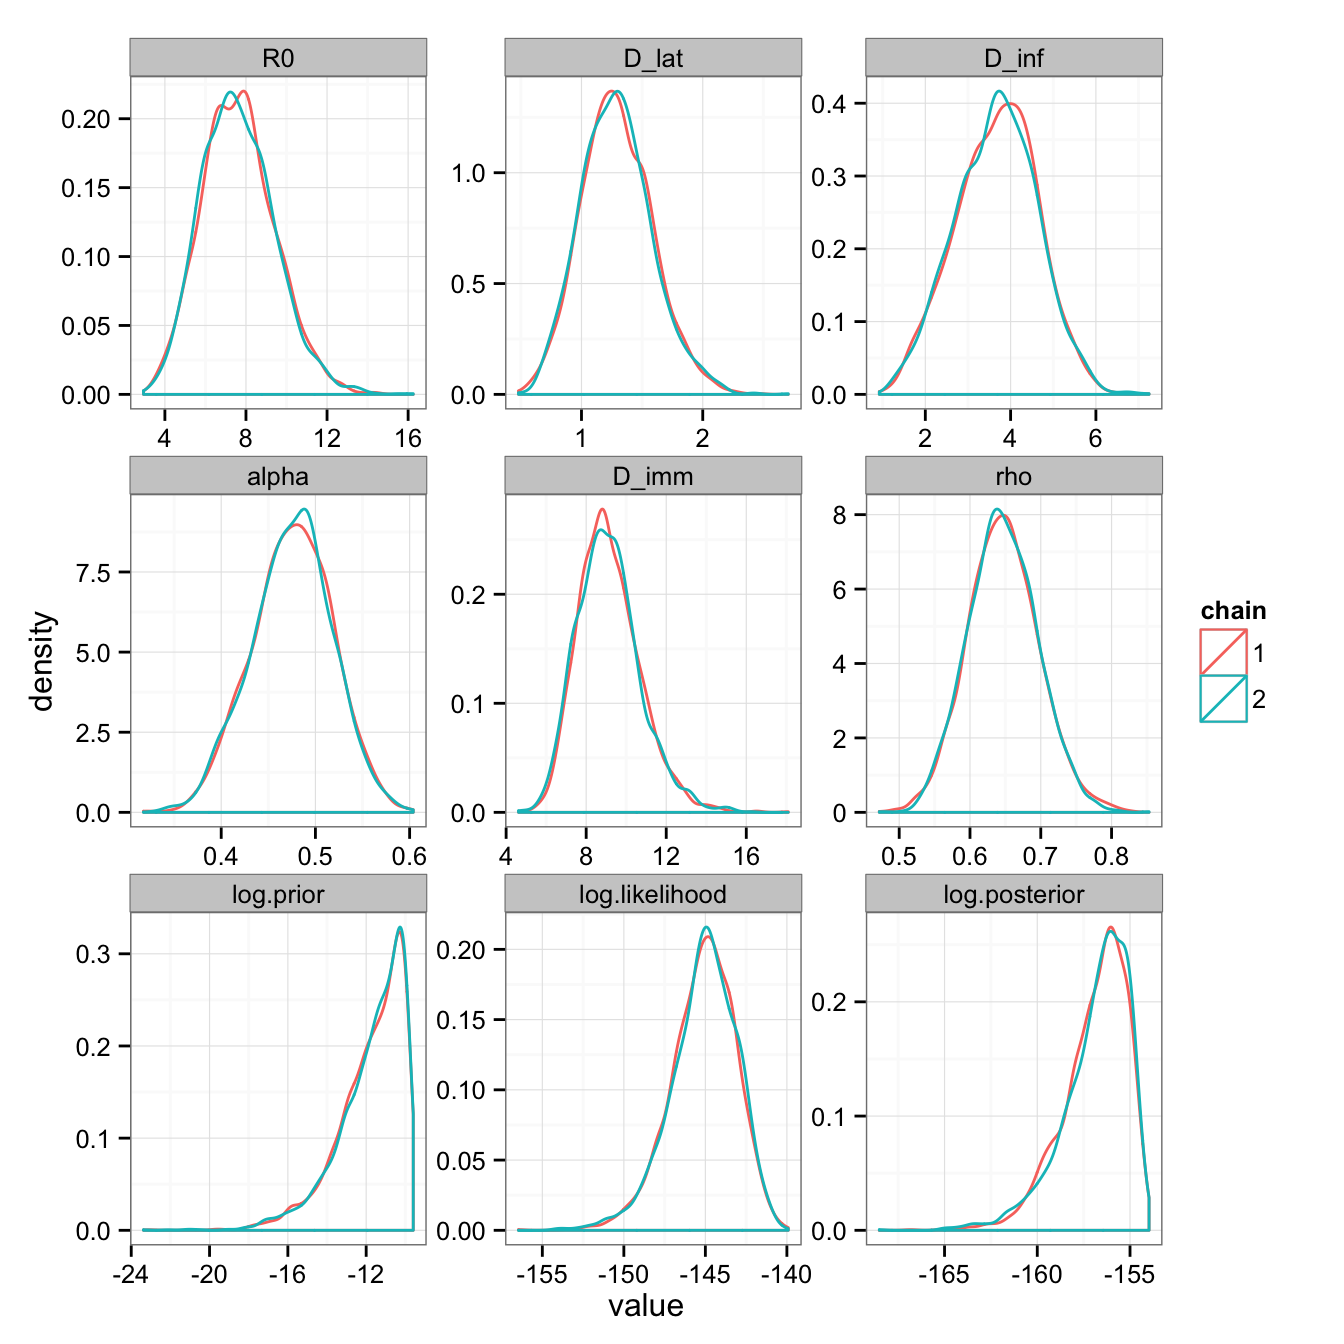 R0 D_lat D_inf
0.20 0.15 0.10 0.05 0.00
1.0 0.5 0.0
0.4 0.3 0.2 0.1 0.0
4 8 12 16
1 2
2 4 6
alpha D_imm rho
7.5 5.0 2.5 0.0
0.2 0.1 0.0
8 6 4 2 0
0.4 0.5 0.6
4 8 12 16
0.5 0.6 0.7 0.8
log.prior log.likelihood log.posterior
0.3 0.2 0.1 0.0
0.20 0.15 0.10 0.05 0.00
0.2 0.1 0.0
-24 -20 -16 -12
-155 -150 -145 -140
-165 -160 -155
density
value
chain
1
2